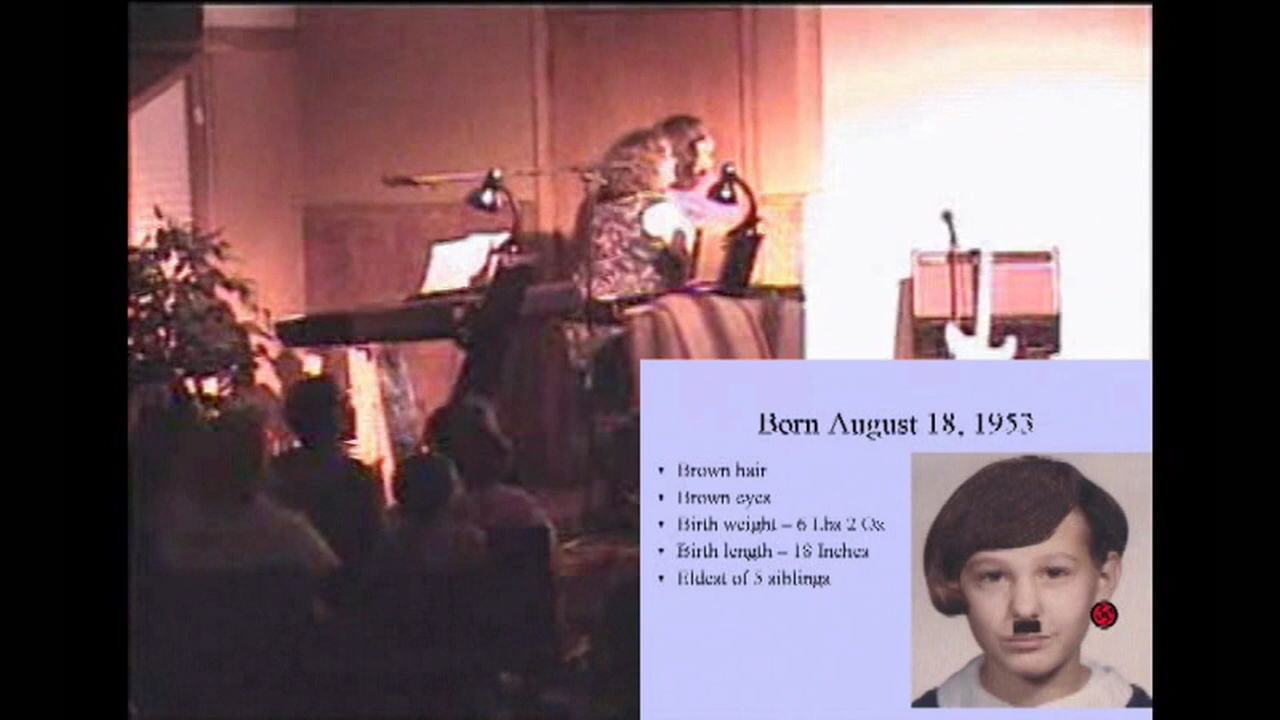 Born August 18, 1953
• Brown hair
• Brown eyes
• Birth weight – 6 Lbs 2 Oz
• Birth length – 18 Inches
• Eldest of 5 siblings